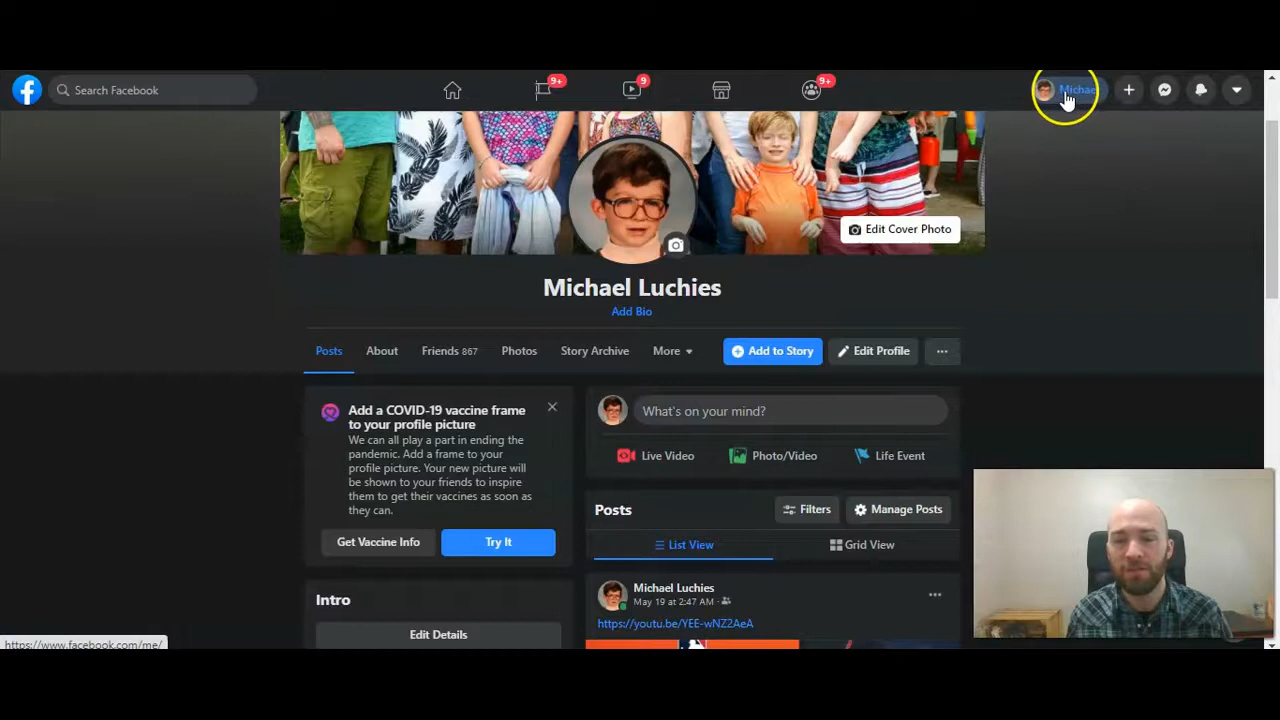 Search Facebook
9+
9
9+
Michae
Edit Cover Photo
Michael Luchies
Add Bio
Posts
About
Friends 867
Photos
Story Archive
More
Add to Story
Edit Profile
Add a COVID-19 vaccine frame
to your profile picture
We can all play a part in ending the
pandemic. Add a frame to your
profile picture. Your new picture will
be shown to your friends to inspire
them to get their vaccines as soon as
they can.
Get Vaccine Info
Try It
Intro
Edit Details
What's on your mind?
Live Video
Photo/Video
Life Event
Posts
Filters
Manage Posts
List View
Grid View
Michael Luchies
May 19 at 2:47 AM ·
https://youtu.be/YEE-wNZ2AeA
https://www.facebook.com/me/